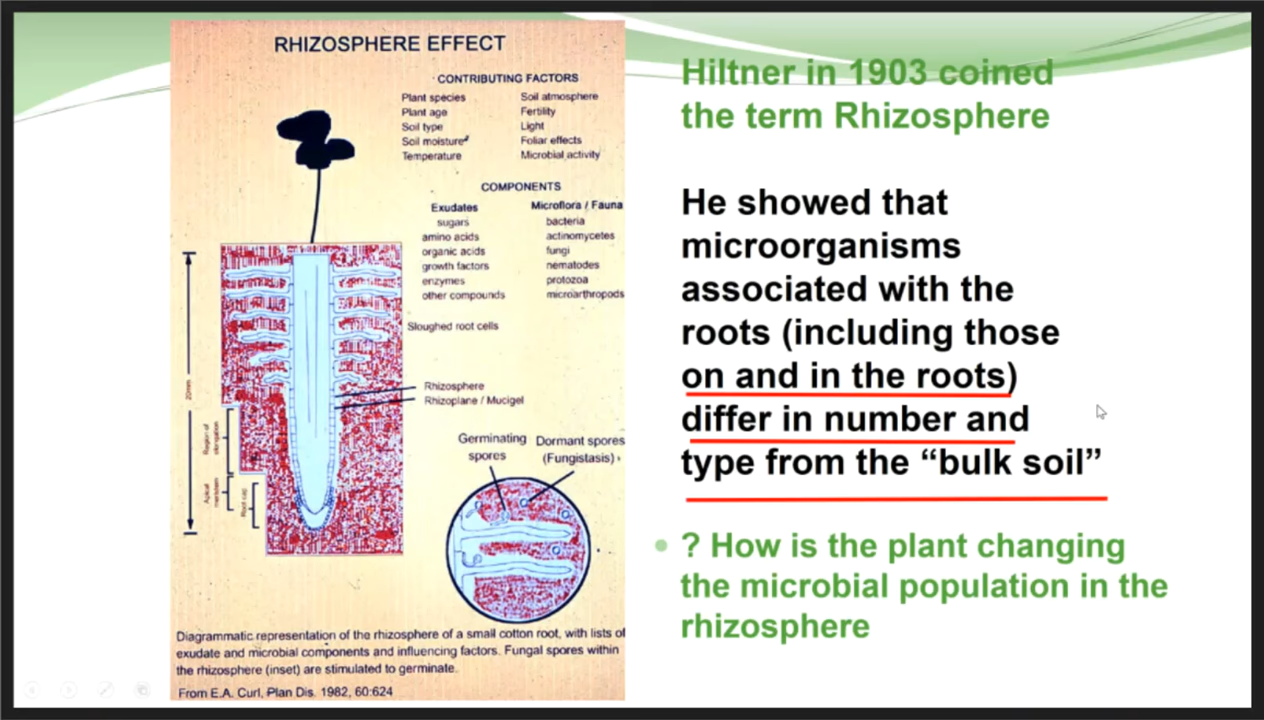 RHIZOSPHERE EFFECT
CONTRIBUTING FACTORS
Plant species
Plant age
Soil type
Soil moisture
Temperature
Soil atmosphere
Fertility
Light
Foliar effects
Microbial activity
COMPONENTS
Exudates
sugars
amino acids
organic acids
growth factors
enzymes
other compounds
Microflora / Fauna
bacteria
actinomycetes
fungi
nematodes
protozoa
microarthropods
Sloughed root cells
Rhizosphere
Rhizoplane / Mucigel
20mm
Region of
elongation
Apical
meristem
Root cap
Germinating
spores
Dormant spores
(Fungistasis)
Diagrammatic representation of the rhizosphere of a small cotton root, with lists of
exudate and microbial components and influencing factors. Fungal spores within
the rhizosphere (inset) are stimulated to germinate.
From E.A. Curl, Plan Dis. 1982, 60:624
Hiltner in 1903 coined
the term Rhizosphere
He showed that
microorganisms
associated with the
roots (including those
on and in the roots)
differ in number and
type from the “bulk soil”
• ? How is the plant changing
the microbial population in the
rhizosphere